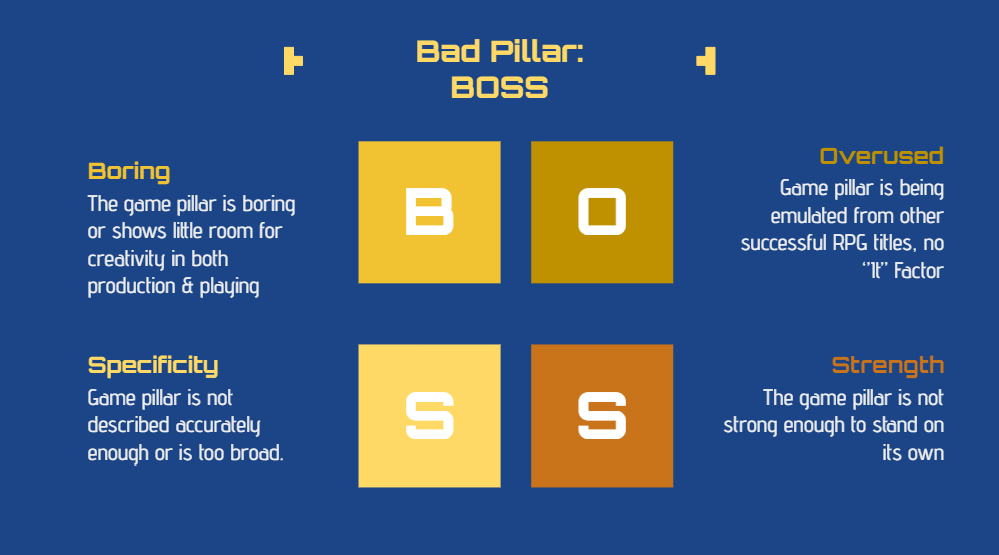 Bad Pillar:
BOSS
Boring
The game pillar is boring
or shows little room for
creativity in both
production & playing
B
O
Overused
Game pillar is being
emulated from other
successful RPG titles, no
“It” Factor
Specificity
Game pillar is not
described accurately
enough or is too broad.
S
S
Strength
The game pillar is not
strong enough to stand on
its own